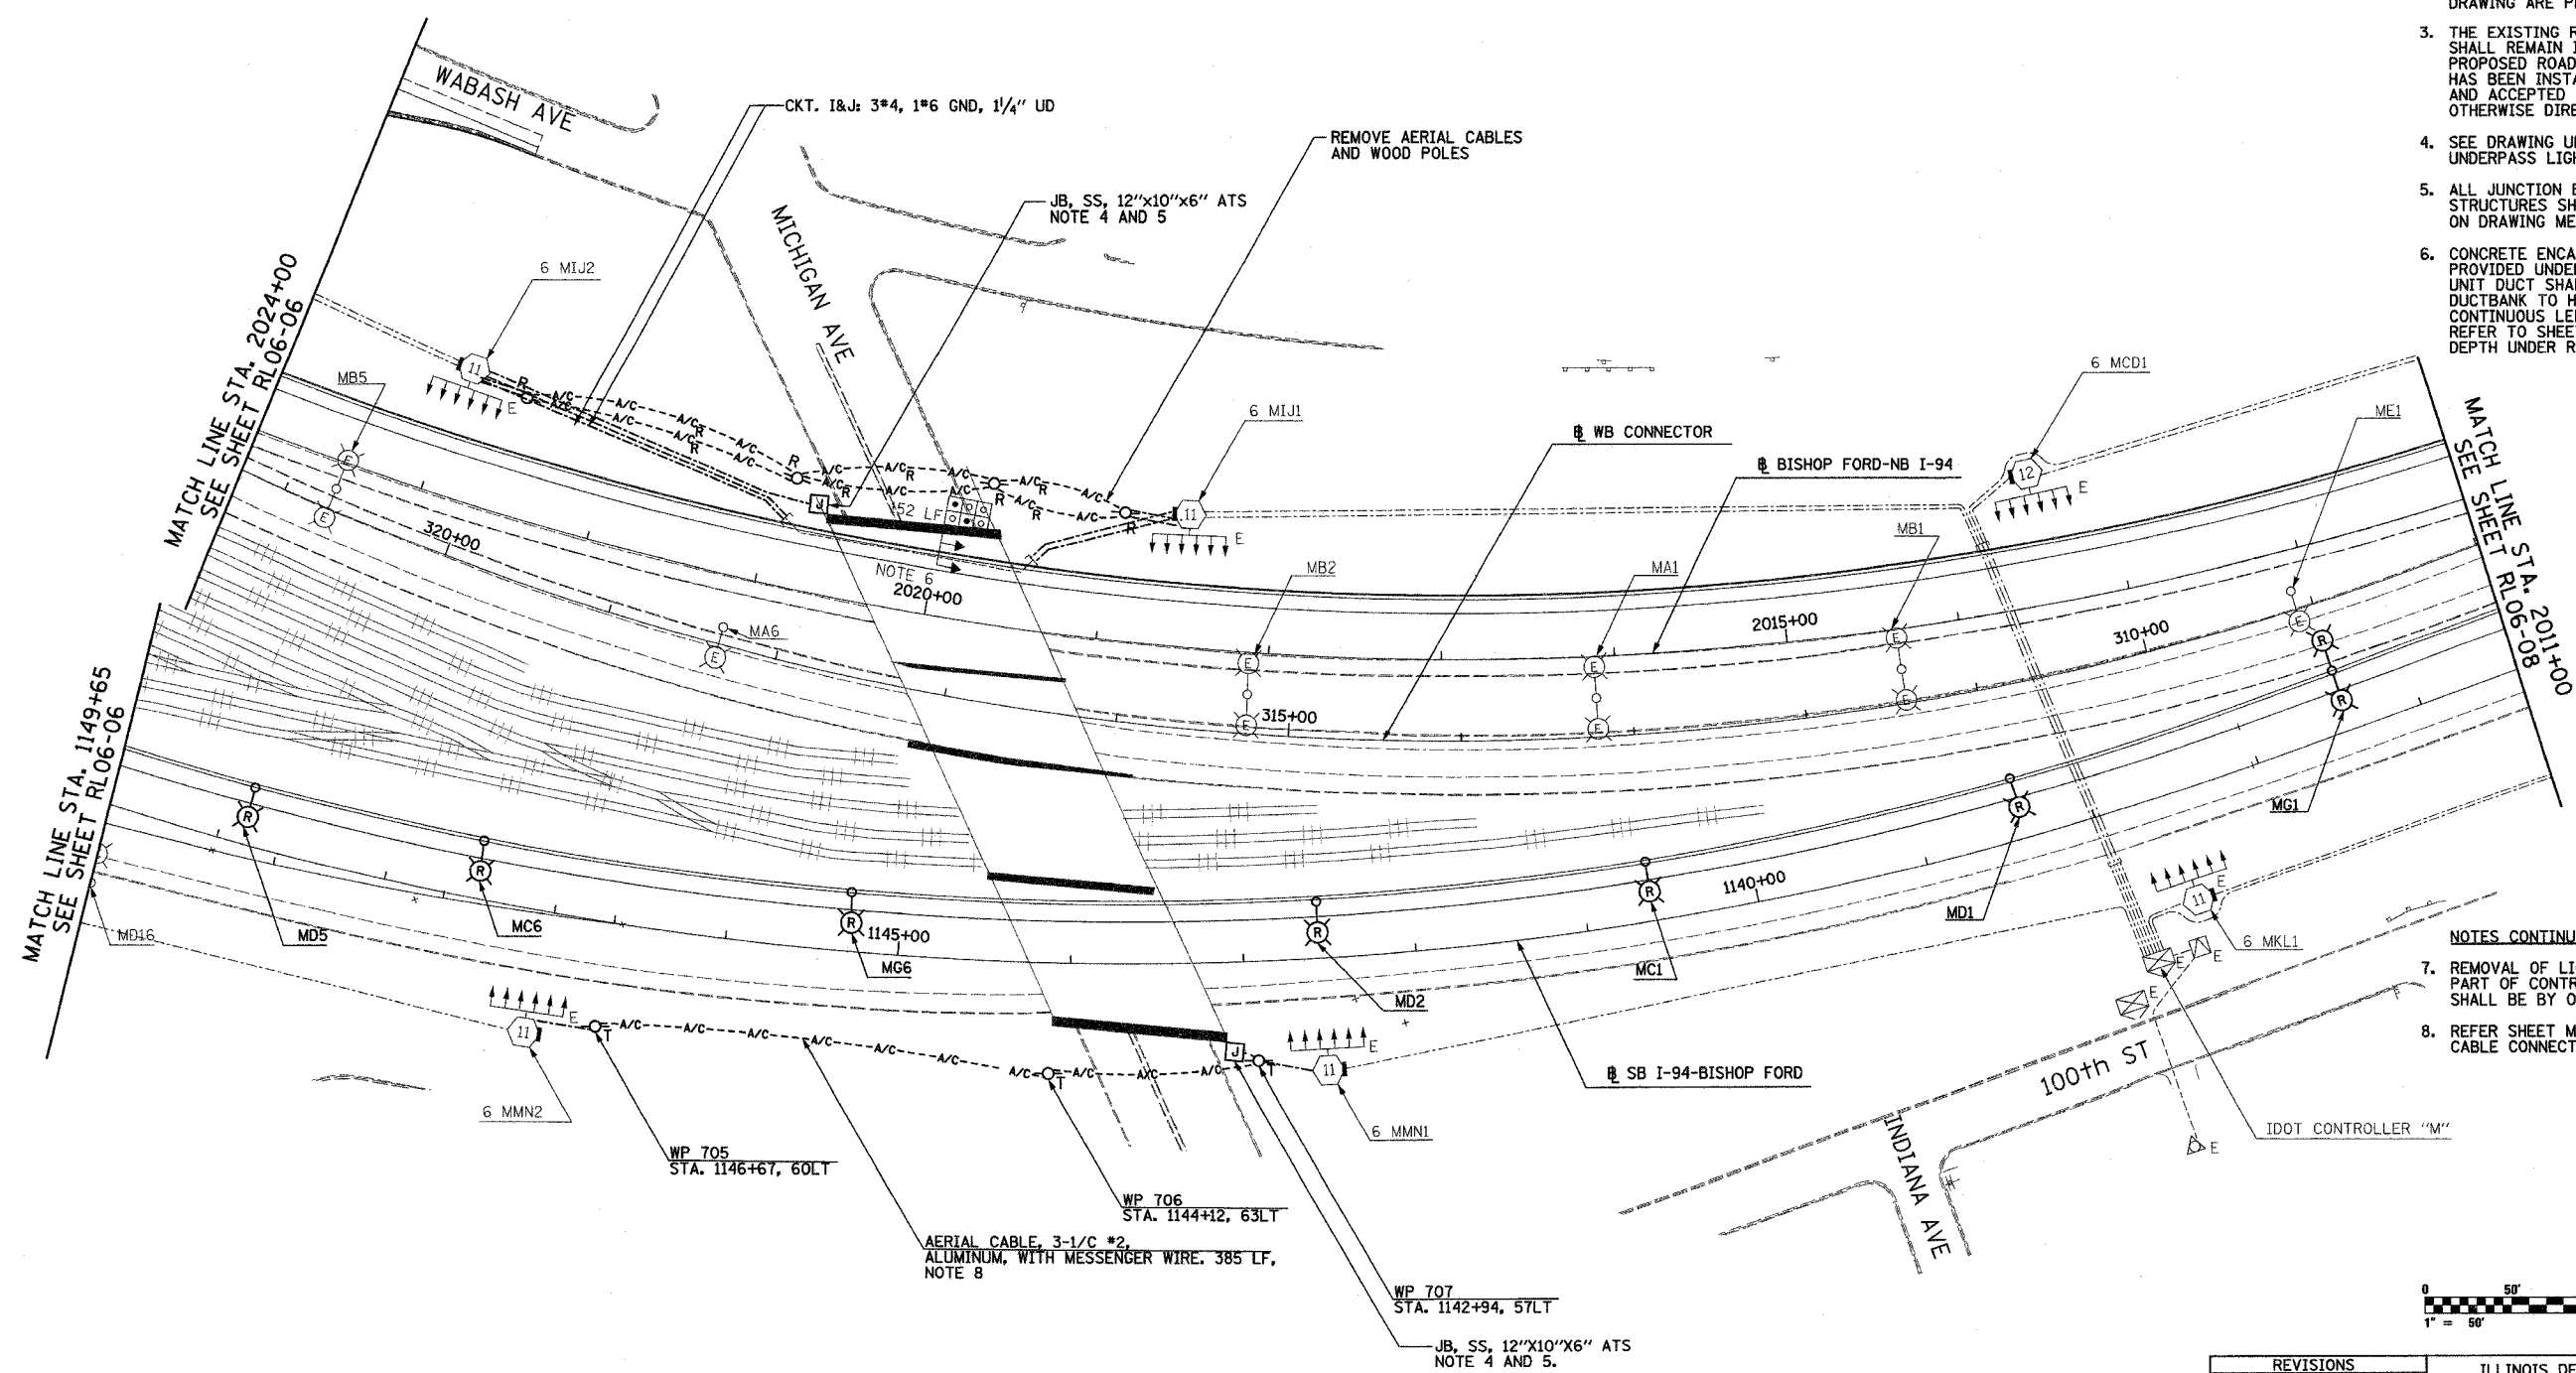 WABASH AVE
MICHIGAN AVE
CKT. I&J: 3#4, 1#6 GND, 1¼" UD
REMOVE AERIAL CABLES
AND WOOD POLES
JB, SS, 12"x10"x6" ATS
NOTE 4 AND 5
6 MIJ2
11
E
MATCH LINE STA. 2024+00
SEE SHEET RL06-06
MB5
E
E
R
A/C
A/C
A/C
A/C
R
R
A/C
A/C
A/C
R
J
52 LF
NOTE 6
6 MIJ1
11
E
₧ WB CONNECTOR
₧ BISHOP FORD-NB I-94
6 MCD1
12
E
ME1
MB1
MB2
MA1
MA6
320+00
2020+00
2015+00
310+00
315+00
MATCH LINE STA. 2011+00
SEE SHEET RL06-08
MATCH LINE STA. 1149+65
SEE SHEET RL06-06
MD16
MD5
MC6
MG6
1145+00
MD2
MC1
1140+00
MD1
MG1
R
R
R
R
R
R
R
R
11
E
6 MKL1
E
E
E
6 MMN2
11
E
T
A/C
A/C
A/C
A/C
A/C
A/C
A/C
T
A/C
A/C
A/C
J
T
11
E
6 MMN1
₧ SB I-94-BISHOP FORD
WP 705
STA. 1146+67, 60LT
WP 706
STA. 1144+12, 63LT
AERIAL CABLE, 3-1/C #2,
ALUMINUM, WITH MESSENGER WIRE. 385 LF,
NOTE 8
WP 707
STA. 1142+94, 57LT
JB, SS, 12"X10"X6" ATS
NOTE 4 AND 5.
100th ST
INDIANA AVE
IDOT CONTROLLER "M"
E
DRAWING ARE P
3. THE EXISTING R
SHALL REMAIN I
PROPOSED ROAD
HAS BEEN INSTA
AND ACCEPTED
OTHERWISE DIRE
4. SEE DRAWING U
UNDERPASS LIGH
5. ALL JUNCTION B
STRUCTURES SH
ON DRAWING ME
6. CONCRETE ENCA
PROVIDED UNDER
UNIT DUCT SHA
DUCTBANK TO H
CONTINUOUS LEN
REFER TO SHEE
DEPTH UNDER R
NOTES CONTINU
7. REMOVAL OF LI
PART OF CONTR
SHALL BE BY O
8. REFER SHEET M
CABLE CONNECT
0 50'
1" = 50'
REVISIONS
ILLINOIS DE